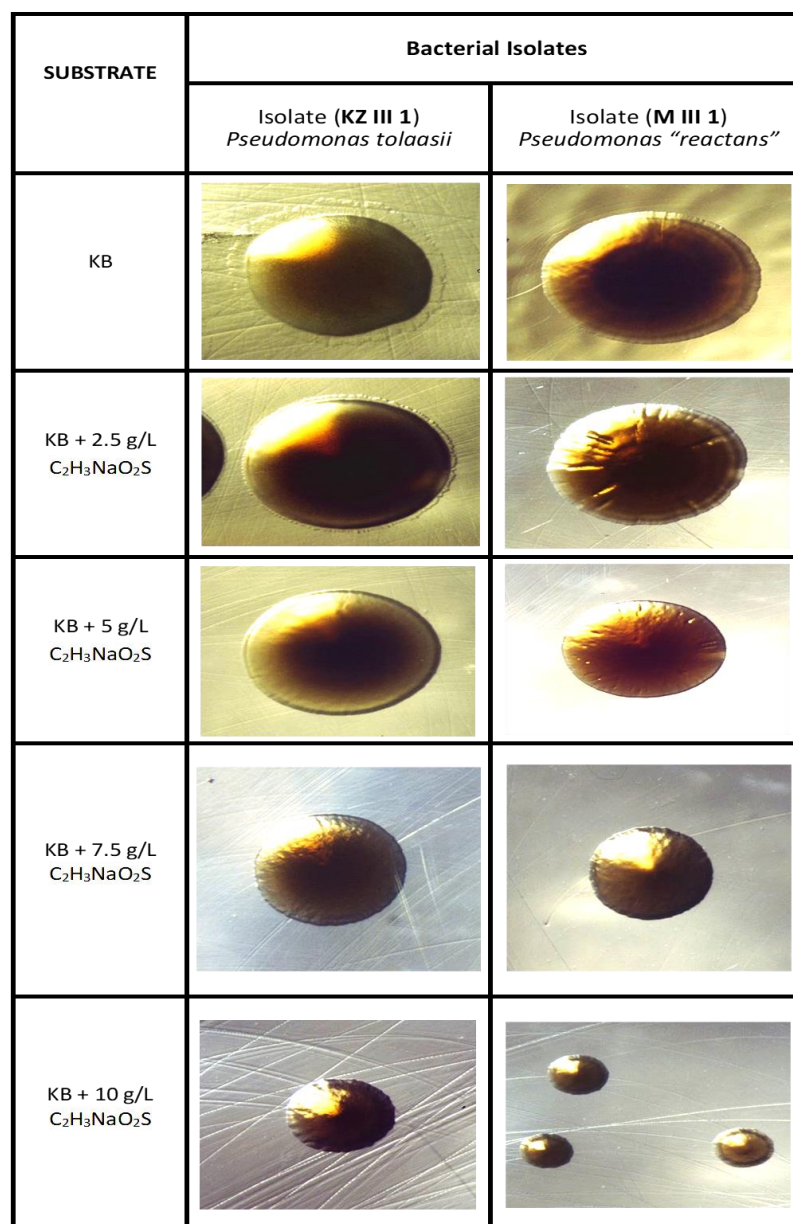 SUBSTRATE
Bacterial Isolates
Isolate (KZ III 1)
Pseudomonas tolaasii
Isolate (M III 1)
Pseudomonas “reactans”
KB
KB + 2.5 g/L
C₂H₃NaO₂S
KB + 5 g/L
C₂H₃NaO₂S
KB + 7.5 g/L
C₂H₃NaO₂S
KB + 10 g/L
C₂H₃NaO₂S